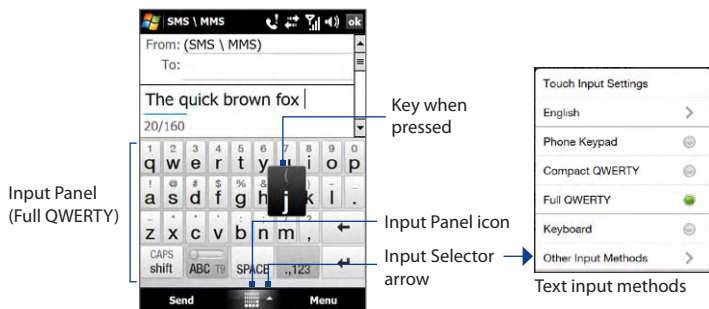 SMS \ MMS
ok
From: (SMS \ MMS)
To:
The quick brown fox
20/160
1 2 3 4 5 6 7 8 9 0
q w e r t y u i o p
! @ # $ % & ( ) - _
a s d f g h j k l .
z x c v b n m ,
CAPS
shift ABC T9 SPACE .,123
Send Menu
Input Panel
(Full QWERTY)
Key when
pressed
Input Panel icon
Input Selector
arrow
Touch Input Settings
English
Phone Keypad
Compact QWERTY
Full QWERTY
Keyboard
Other Input Methods
Text input methods